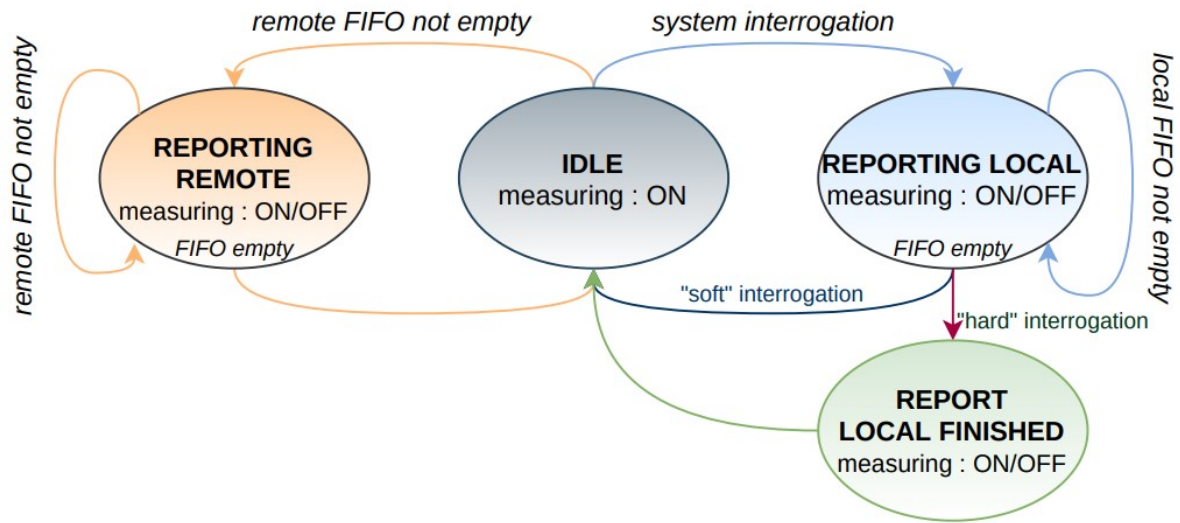 remote FIFO not empty
system interrogation
remote FIFO not empty
REPORTING
REMOTE
measuring : ON/OFF
FIFO empty
IDLE
measuring : ON
REPORTING LOCAL
measuring : ON/OFF
FIFO empty
local FIFO not empty
"soft" interrogation
"hard" interrogation
REPORT
LOCAL FINISHED
measuring : ON/OFF